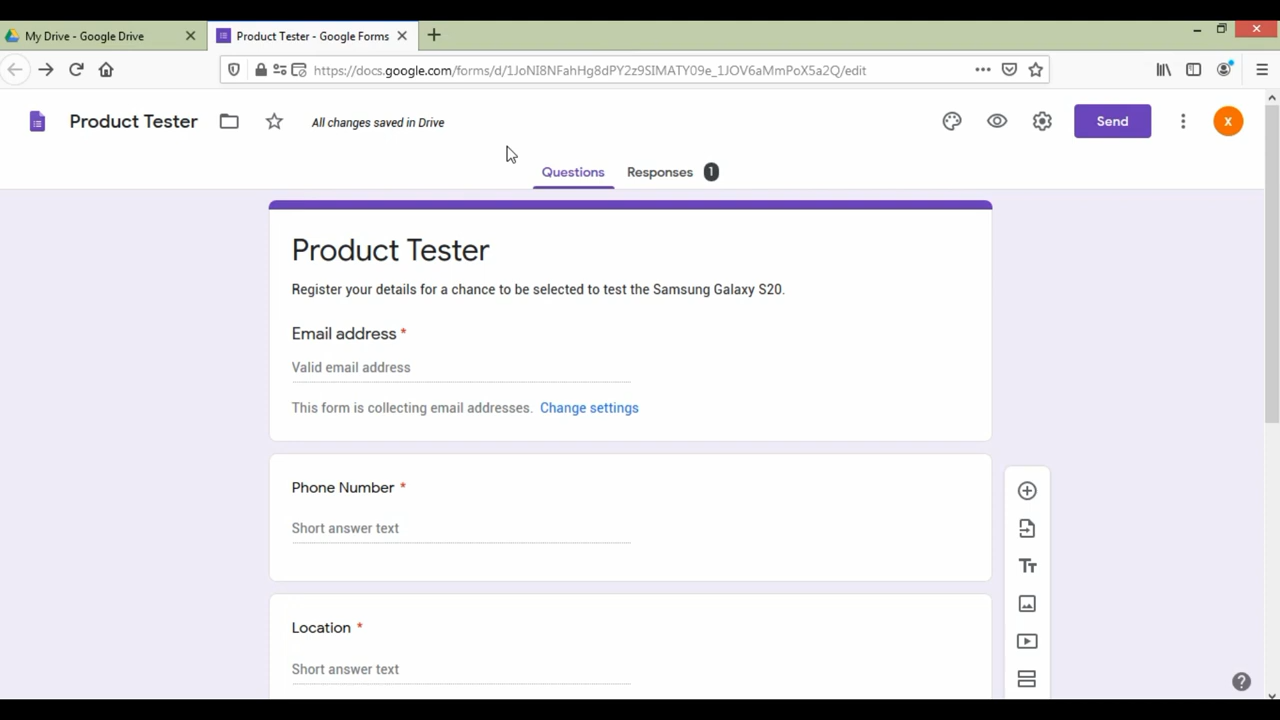 My Drive - Google Drive
Product Tester - Google Forms
https://docs.google.com/forms/d/1JoNI8NFahHg8dPY2z9SIMATY09e_1JOV6aMmPoX5a2Q/edit
Product Tester
All changes saved in Drive
Send
X
Questions
Responses 1
Product Tester
Register your details for a chance to be selected to test the Samsung Galaxy S20.
Email address *
Valid email address
This form is collecting email addresses. Change settings
Phone Number *
Short answer text
Tт
Location *
Short answer text